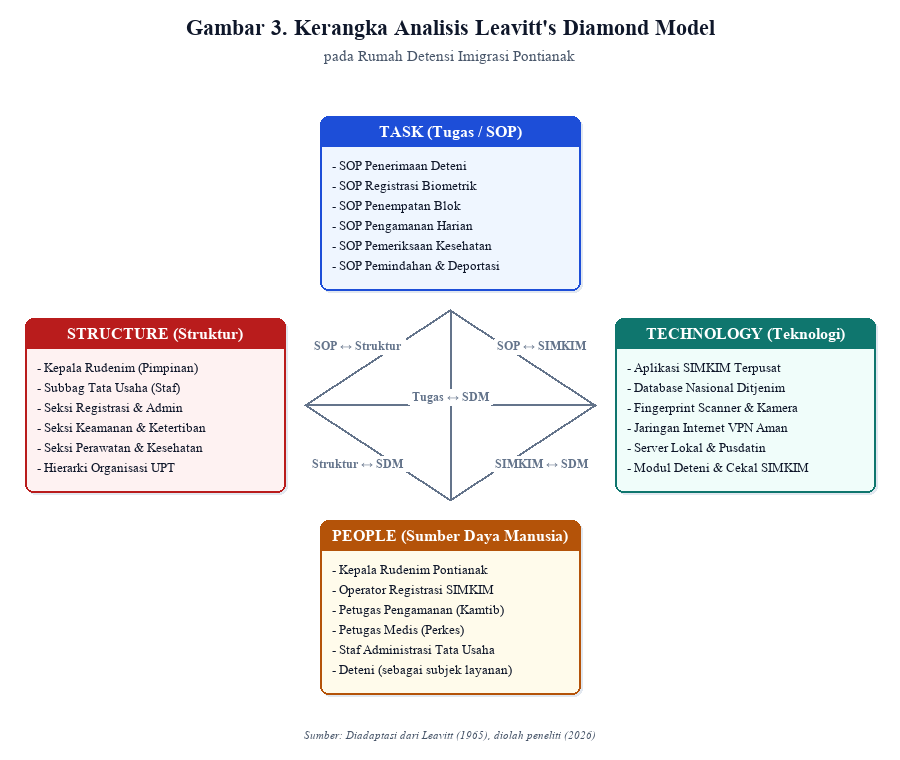 Gambar 3. Kerangka Analisis Leavitt's Diamond Model
pada Rumah Detensi Imigrasi Pontianak
TASK (Tugas / SOP)
- SOP Penerimaan Deteni
- SOP Registrasi Biometrik
- SOP Penempatan Blok
- SOP Pengamanan Harian
- SOP Pemeriksaan Kesehatan
- SOP Pemindahan & Deportasi
STRUCTURE (Struktur)
- Kepala Rudenim (Pimpinan)
- Subbag Tata Usaha (Staf)
- Seksi Registrasi & Admin
- Seksi Keamanan & Ketertiban
- Seksi Perawatan & Kesehatan
- Hierarki Organisasi UPT
SOP ↔ Struktur
SOP ↔ SIMKIM
Tugas ↔ SDM
Struktur ↔ SDM
SIMKIM ↔ SDM
TECHNOLOGY (Teknologi)
- Aplikasi SIMKIM Terpusat
- Database Nasional Ditjenim
- Fingerprint Scanner & Kamera
- Jaringan Internet VPN Aman
- Server Lokal & Pusdatin
- Modul Deteni & Cekal SIMKIM
PEOPLE (Sumber Daya Manusia)
- Kepala Rudenim Pontianak
- Operator Registrasi SIMKIM
- Petugas Pengamanan (Kamtib)
- Petugas Medis (Perkes)
- Staf Administrasi Tata Usaha
- Deteni (sebagai subjek layanan)
Sumber: Diadaptasi dari Leavitt (1965), diolah peneliti (2026)